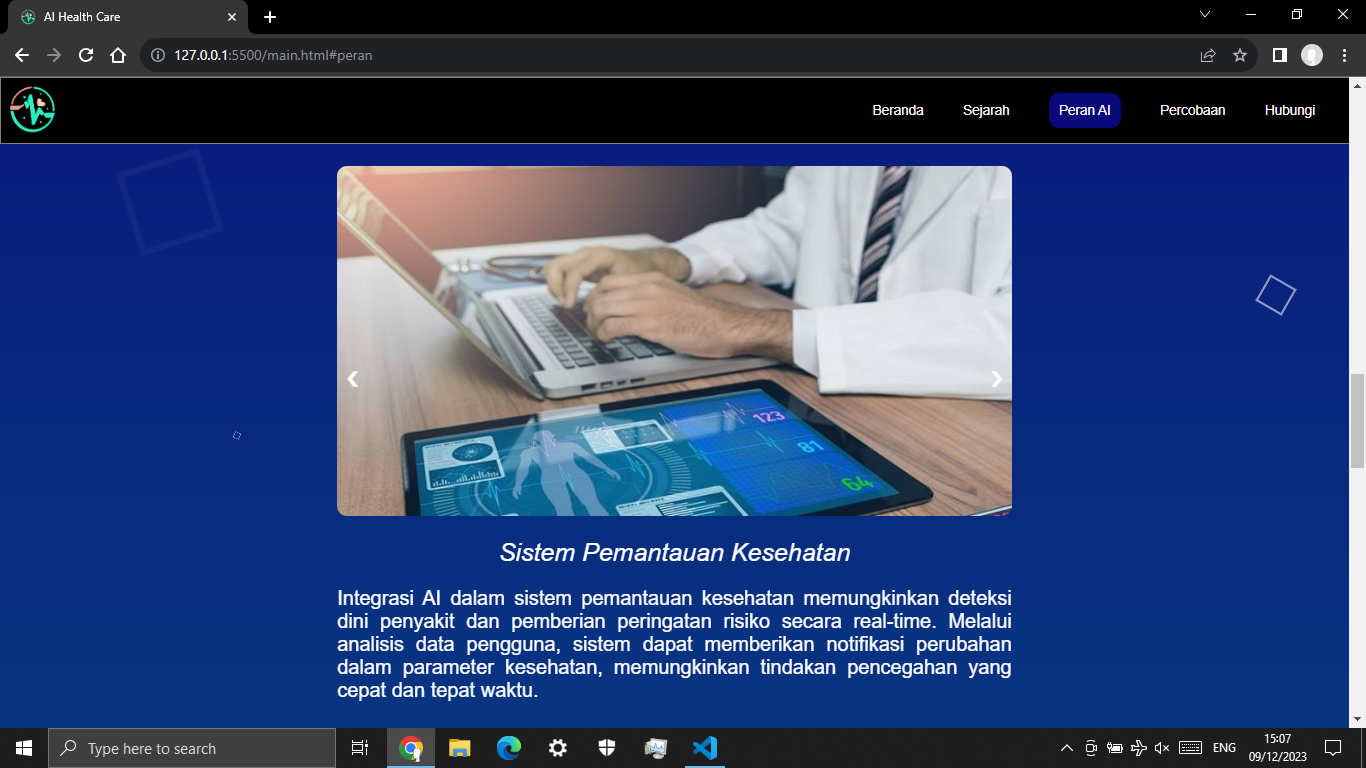 AI Health Care
127.0.0.1:5500/main.html#peran
Beranda Sejarah Peran AI Percobaan Hubungi
123
81
64
Sistem Pemantauan Kesehatan
Integrasi AI dalam sistem pemantauan kesehatan memungkinkan deteksi
dini penyakit dan pemberian peringatan risiko secara real-time. Melalui
analisis data pengguna, sistem dapat memberikan notifikasi perubahan
dalam parameter kesehatan, memungkinkan tindakan pencegahan yang
cepat dan tepat waktu.
Type here to search
ENG
15:07
09/12/2023